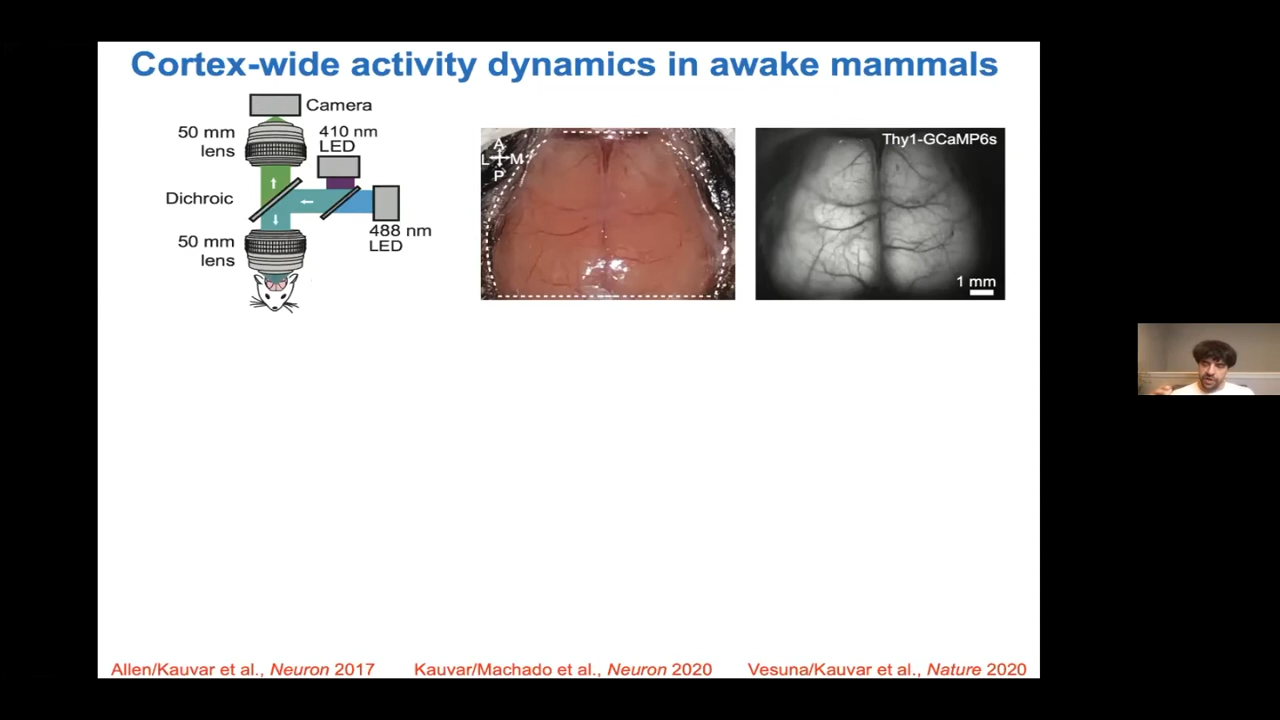 Cortex-wide activity dynamics in awake mammals
Camera
50 mm
lens
410 nm
LED
Dichroic
488 nm
LED
50 mm
lens
A
L
M
P
Thy1-GCaMP6s
1 mm
Allen/Kauvar et al., Neuron 2017
Kauvar/Machado et al., Neuron 2020
Vesuna/Kauvar et al., Nature 2020